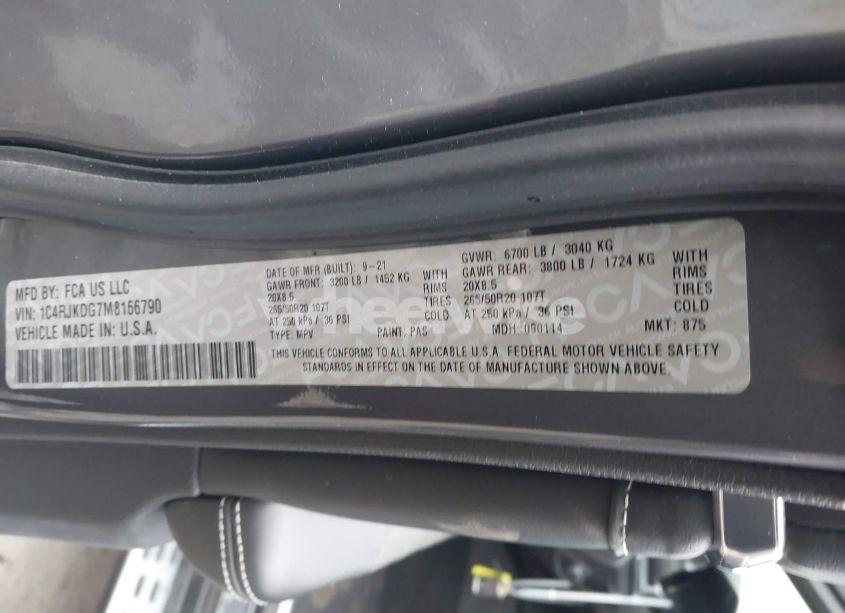 MFD BY: FCA US LLC
VIN: 1C4RJKDG7M8166790
VEHICLE MADE IN: U.S.A.
DATE OF MFR (BUILT): 9-21
GAWR FRONT: 3200 LB / 1452 KG WITH
20X8.5 RIMS
265/50R20 107T TIRES
AT 250 kPa / 36 PSI COLD
TYPE: MPV PAINT: PAS
GVWR: 6700 LB / 3040 KG
GAWR REAR: 3800 LB / 1724 KG WITH
20X8.5 RIMS
265/50R20 107T TIRES
AT 250 kPa / 36 PSI COLD
MDH: 090114 MKT: 875
THIS VEHICLE CONFORMS TO ALL APPLICABLE U.S.A. FEDERAL MOTOR VEHICLE SAFETY
STANDARDS IN EFFECT ON THE DATE OF MANUFACTURE SHOWN ABOVE.